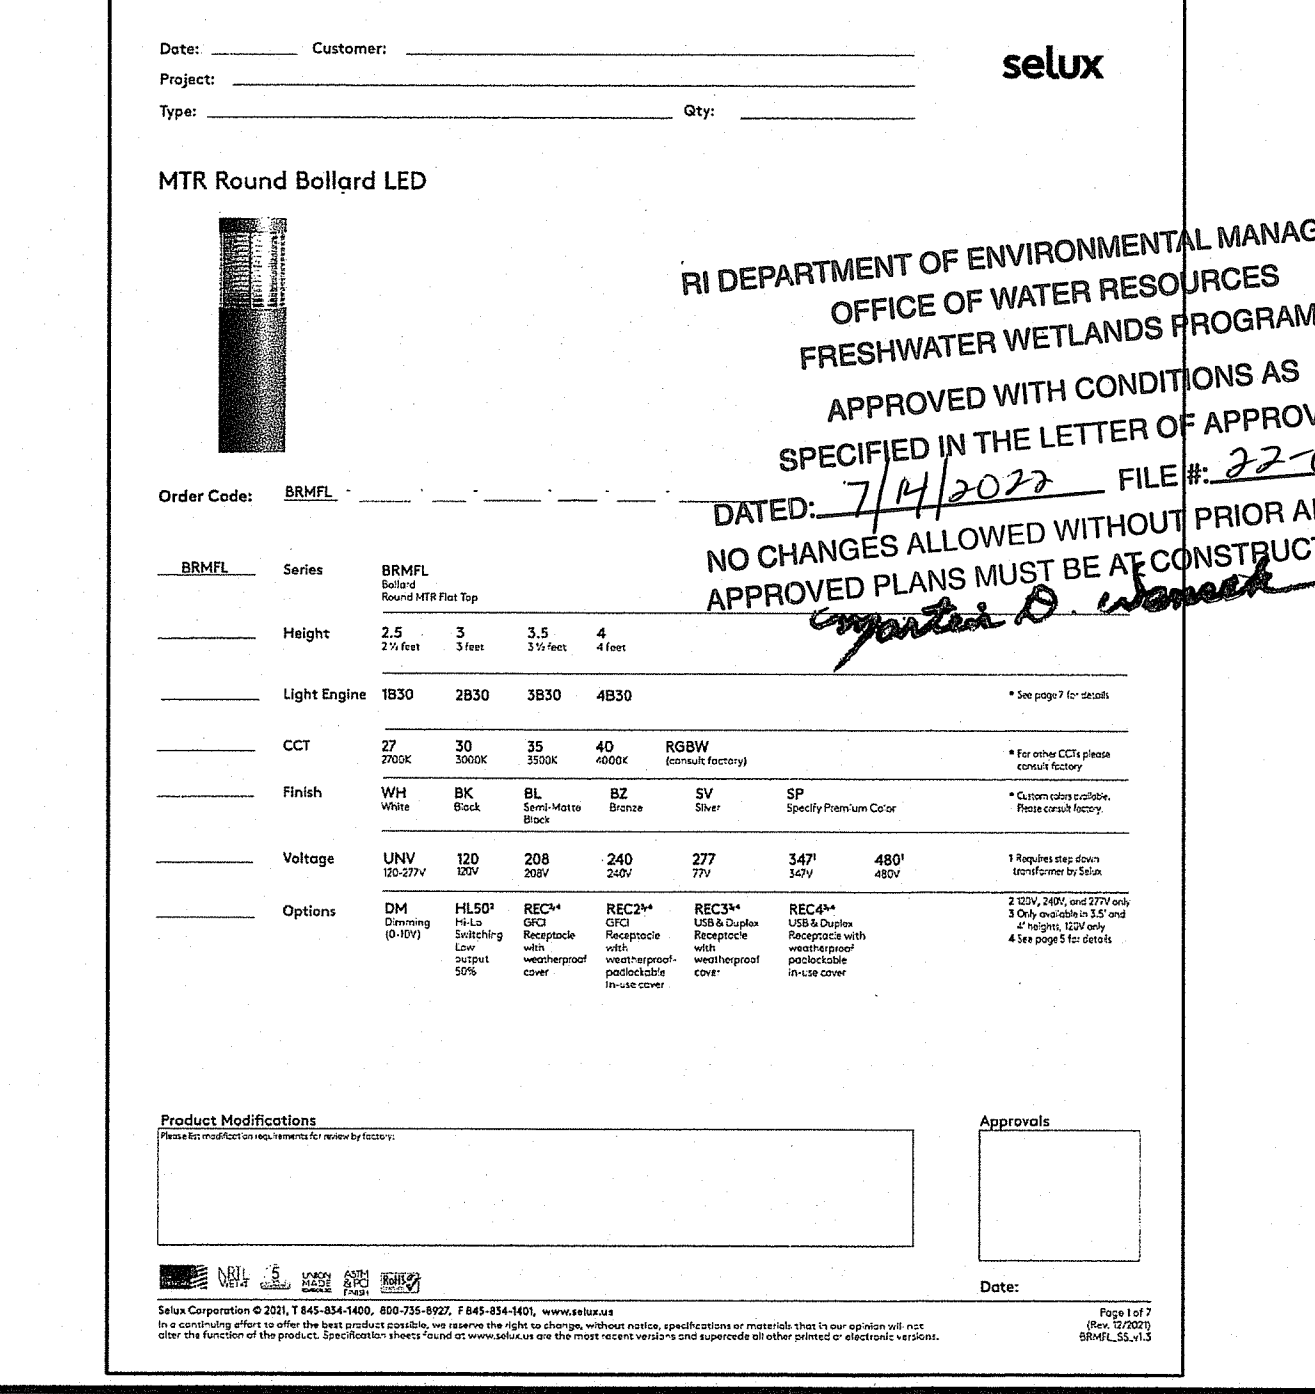 Date: Customer:
selux
Project:
Type: Qty:
MTR Round Bollard LED
RI DEPARTMENT OF ENVIRONMENTAL MANAG
OFFICE OF WATER RESOURCES
FRESHWATER WETLANDS PROGRAM
APPROVED WITH CONDITIONS AS
SPECIFIED IN THE LETTER OF APPROV
DATED: 7/14/2022 FILE #: 22-
NO CHANGES ALLOWED WITHOUT PRIOR A
APPROVED PLANS MUST BE AT CONSTRUCT
Martin D.
Order Code: BRMFL - - - - - -
BRMFL Series BRMFL
Bollard
Round MTR Flat Top
Height 2.5 3 3.5 4
2 ½ feet 3 feet 3 ½ feet 4 feet
Light Engine 1B30 2B30 3B30 4B30 * See page 7 for details
CCT 27 30 35 40 RGBW
2700K 3000K 3500K 4000K (consult factory)
* For other CCTs please
consult factory
Finish WH BK BL BZ SV SP
White Black Semi-Matte Bronze Silver Specify Premium Color
Block
* Custom colors available.
Please consult factory.
Voltage UNV 120 208 240 277 347¹ 480¹
120-277V 120V 208V 240V 77V 347V 480V
1 Requires step down
transformer by Selux
Options DM HL50² REC³˒⁴ REC2³˒⁴ REC3³˒⁴ REC4³˒⁴
Dimming Hi-Lo GFCI GFCI USB & Duplex USB & Duplex
(0-10V) Switching Receptacle Receptacle Receptacle Receptacle with
Low with with with weatherproof
output weatherproof weatherproof- weatherproof padlockable
50% cover padlockable cover in-use cover
In-use cover
2 120V, 240V, and 277V only
3 Only available in 3.5' and
4' heights, 120V only
4 See page 5 for details
Product Modifications
Please list modification requirements for review by factory:
Approvals
NRTL 5 UNION MADE ASTM & PCI FINISH RoHS
Date:
Selux Corporation © 2021, T 845-834-1400, 800-735-8927, F 845-834-1401, www.selux.us
In a continuing effort to offer the best product possible, we reserve the right to change, without notice, specifications or materials that in our opinion will not
alter the function of the product. Specification sheets found at www.selux.us are the most recent versions and supercede all other printed or electronic versions.
Page 1 of 7
(Rev. 12/2021)
BRMFL_SS_v1.3